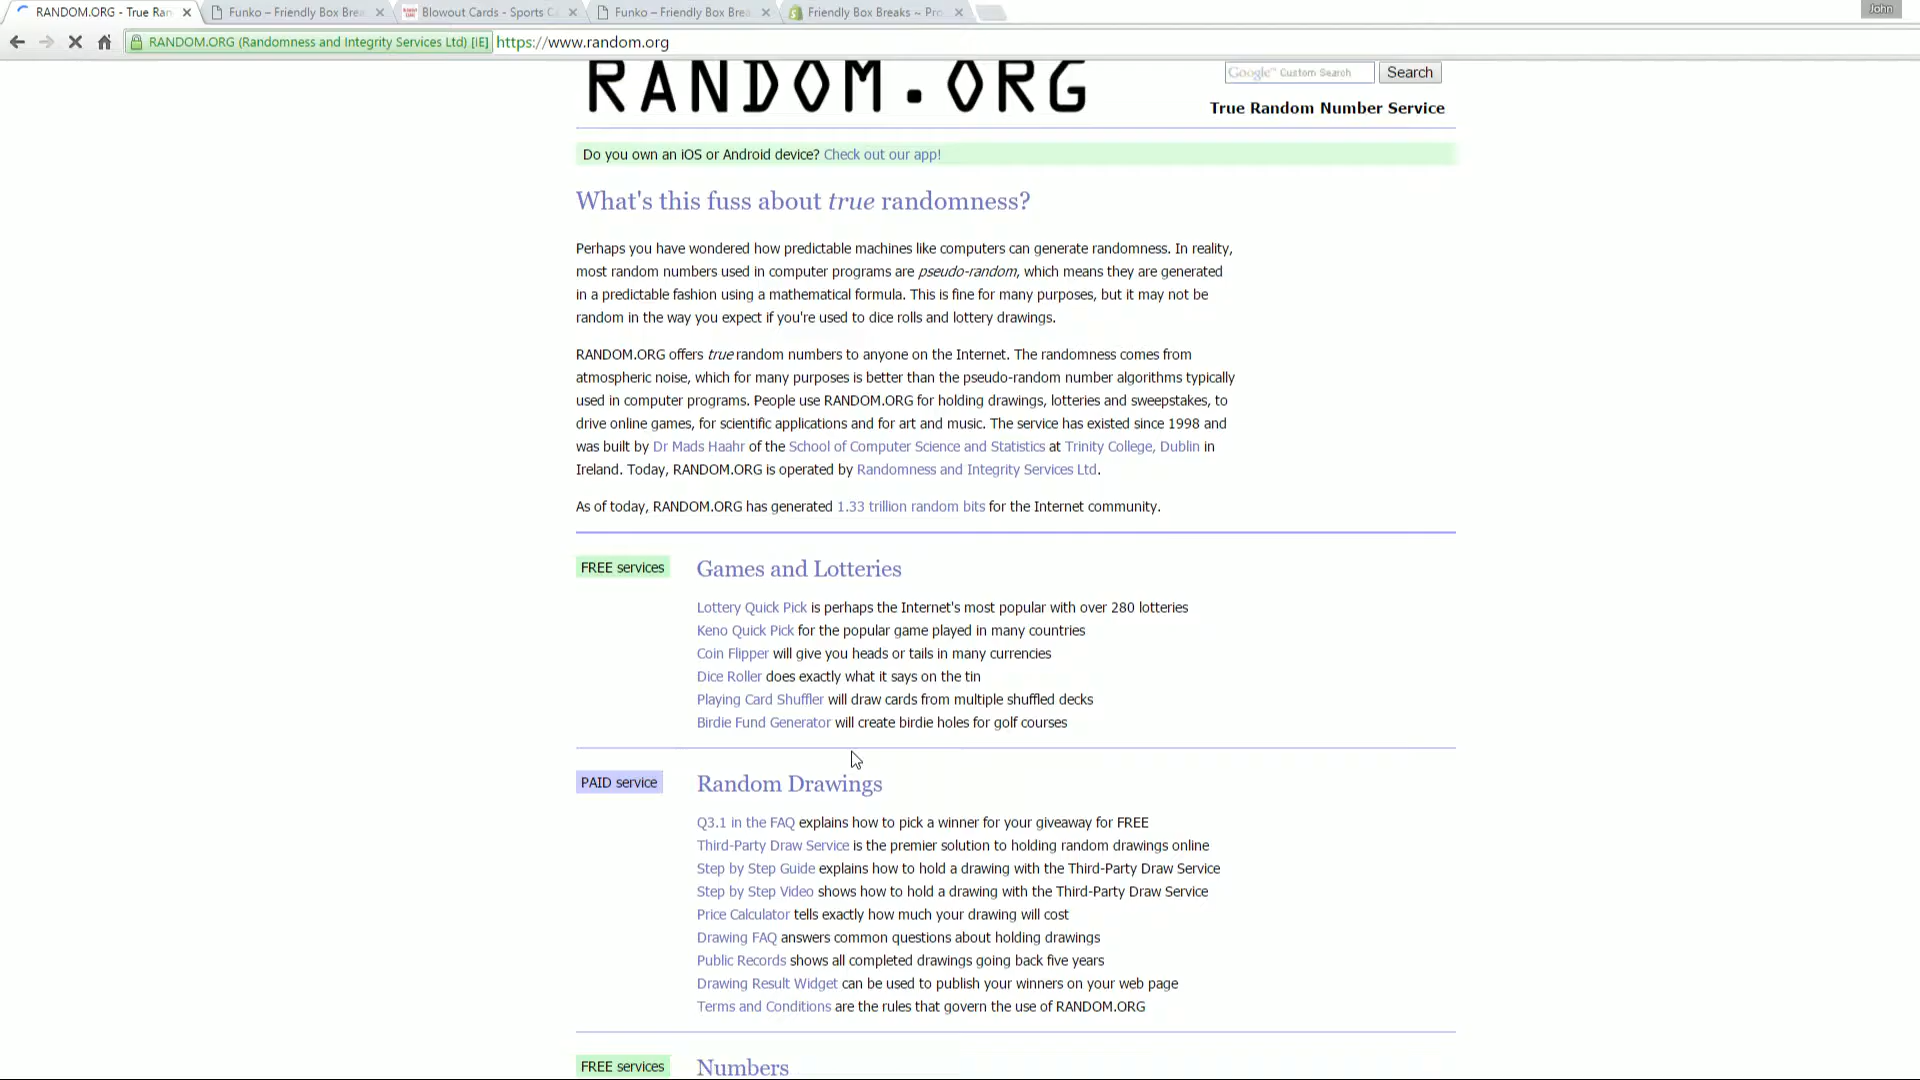 RANDOM.ORG - True Ran
Funko – Friendly Box Brea
Blowout Cards - Sports C
Funko – Friendly Box Brea
Friendly Box Breaks ~ Pro
John
RANDOM.ORG (Randomness and Integrity Services Ltd) [IE] https://www.random.org
RANDOM.ORG
Google™ Custom Search
Search
True Random Number Service
Do you own an iOS or Android device? Check out our app!
What's this fuss about true randomness?
Perhaps you have wondered how predictable machines like computers can generate randomness. In reality,
most random numbers used in computer programs are pseudo-random, which means they are generated
in a predictable fashion using a mathematical formula. This is fine for many purposes, but it may not be
random in the way you expect if you're used to dice rolls and lottery drawings.
RANDOM.ORG offers true random numbers to anyone on the Internet. The randomness comes from
atmospheric noise, which for many purposes is better than the pseudo-random number algorithms typically
used in computer programs. People use RANDOM.ORG for holding drawings, lotteries and sweepstakes, to
drive online games, for scientific applications and for art and music. The service has existed since 1998 and
was built by Dr Mads Haahr of the School of Computer Science and Statistics at Trinity College, Dublin in
Ireland. Today, RANDOM.ORG is operated by Randomness and Integrity Services Ltd.
As of today, RANDOM.ORG has generated 1.33 trillion random bits for the Internet community.
FREE services
Games and Lotteries
Lottery Quick Pick is perhaps the Internet's most popular with over 280 lotteries
Keno Quick Pick for the popular game played in many countries
Coin Flipper will give you heads or tails in many currencies
Dice Roller does exactly what it says on the tin
Playing Card Shuffler will draw cards from multiple shuffled decks
Birdie Fund Generator will create birdie holes for golf courses
PAID service
Random Drawings
Q3.1 in the FAQ explains how to pick a winner for your giveaway for FREE
Third-Party Draw Service is the premier solution to holding random drawings online
Step by Step Guide explains how to hold a drawing with the Third-Party Draw Service
Step by Step Video shows how to hold a drawing with the Third-Party Draw Service
Price Calculator tells exactly how much your drawing will cost
Drawing FAQ answers common questions about holding drawings
Public Records shows all completed drawings going back five years
Drawing Result Widget can be used to publish your winners on your web page
Terms and Conditions are the rules that govern the use of RANDOM.ORG
FREE services
Numbers